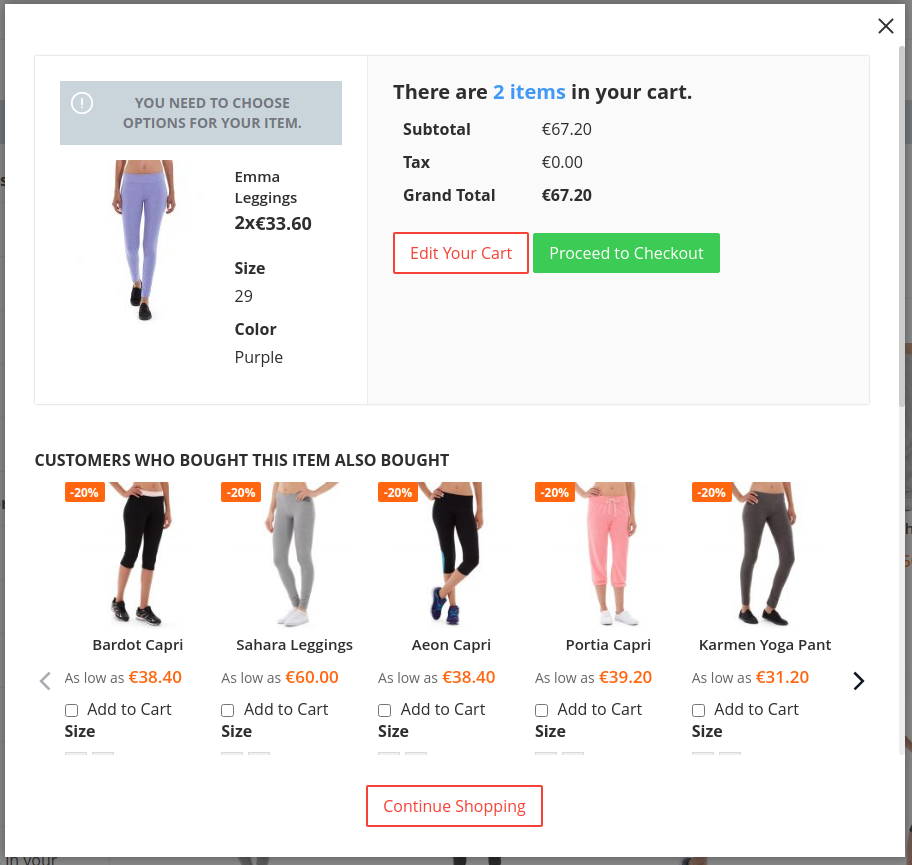 YOU NEED TO CHOOSE
OPTIONS FOR YOUR ITEM.
Emma
Leggings
2x€33.60
Size
29
Color
Purple
There are 2 items in your cart.
Subtotal €67.20
Tax €0.00
Grand Total €67.20
Edit Your Cart Proceed to Checkout
CUSTOMERS WHO BOUGHT THIS ITEM ALSO BOUGHT
-20% -20% -20% -20% -20%
Bardot Capri Sahara Leggings Aeon Capri Portia Capri Karmen Yoga Pant
As low as €38.40 As low as €60.00 As low as €38.40 As low as €39.20 As low as €31.20
Add to Cart Add to Cart Add to Cart Add to Cart Add to Cart
Size Size Size Size Size
Continue Shopping
in your